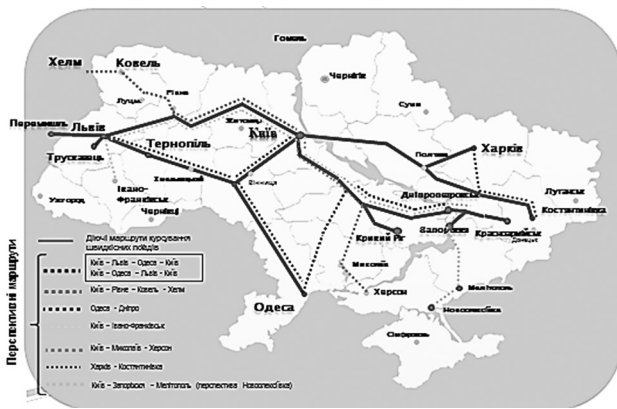 Гомель
Хелм
Ковель
Чернігів
Луцьк
Рівне
Суми
Перемишль
Львів
Житомир
Київ
Тернопіль
Полтава
Харків
Трускавець
Хмельницький
Вінниця
Івано-
Франківськ
Дніпропетровськ
Луганськ
Костянтинівка
Ужгород
Чернівці
Запоріжжя
Красноармійськ
Донецьк
Кривий Ріг
Миколаїв
Мелітополь
Одеса
Херсон
Новоолексіївка
Сімферополь
Діючі маршрути курсування
швидкісних поїздів
Перспективні маршрути
Київ – Львів – Одеса – Київ
Київ – Одеса – Львів – Київ
Київ – Рівне – Ковель – Хелм
Одеса – Дніпро
Київ – Івано-Франківськ
Київ – Миколаїв – Херсон
Харків – Костянтинівка
Київ – Запоріжжя – Мелітополь (перспектива Новоолексіївка)